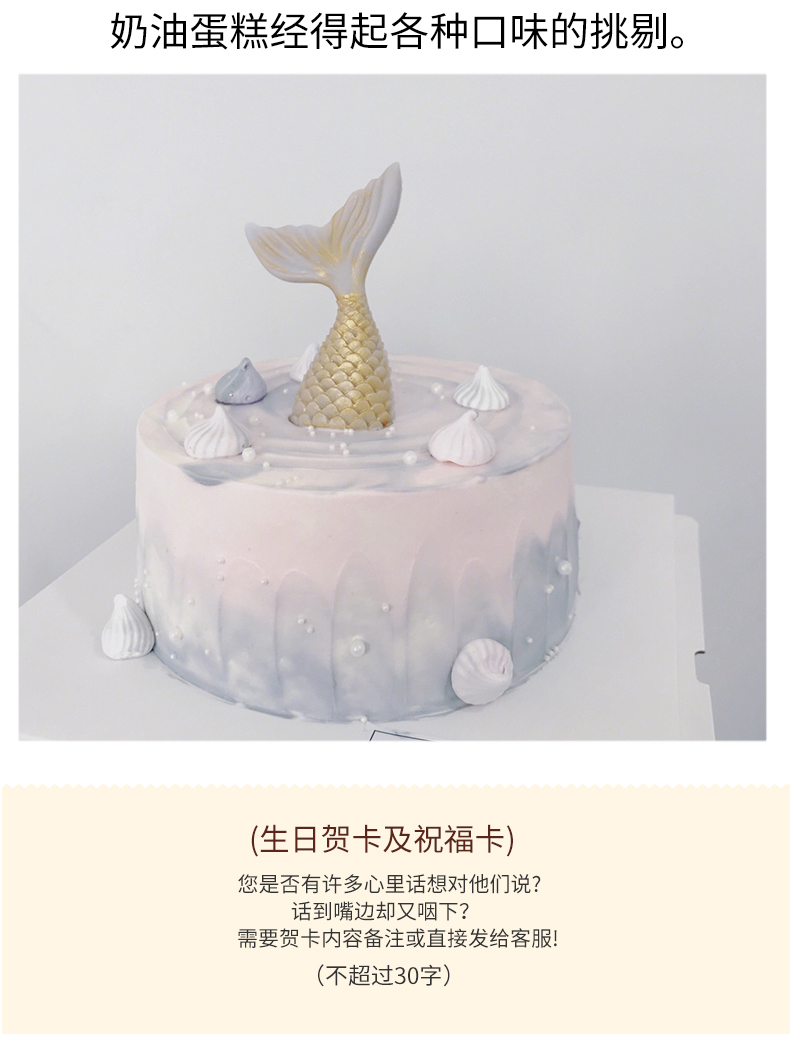 奶油蛋糕经得起各种口味的挑剔。
(生日贺卡及祝福卡)
您是否有许多心里话想对他们说?
话到嘴边却又咽下?
需要贺卡内容备注或直接发给客服!
（不超过30字）